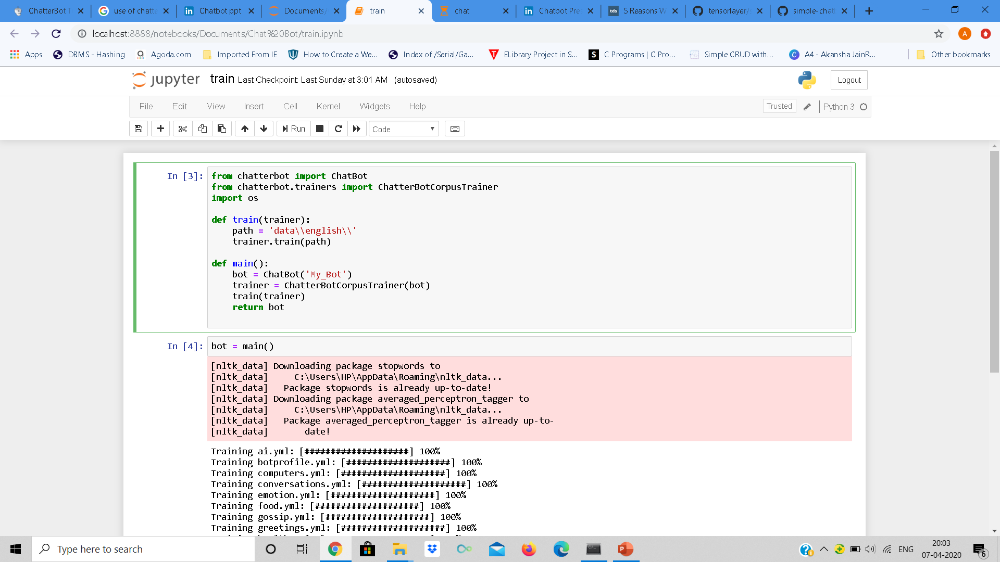 ChatterBot T
use of chatte
Chatbot ppt
Documents/
train
chat
Chatbot Pre
tds
5 Reasons W
tensorlayer/s
simple-chatt
localhost:8888/notebooks/Documents/Chat%20Bot/train.ipynb
A
Apps
DBMS - Hashing
Agoda.com
Imported From IE
How to Create a We...
Index of /Serial/Ga...
ELibrary Project in S...
C Programs | C Pro...
Simple CRUD with...
A4 - Akansha JainR...
Other bookmarks
jupyter train Last Checkpoint: Last Sunday at 3:01 AM (autosaved)
Logout
File Edit View Insert Cell Kernel Widgets Help
Trusted
Python 3
Run
Code
In [3]:
from chatterbot import ChatBot
from chatterbot.trainers import ChatterBotCorpusTrainer
import os
def train(trainer):
    path = 'data\\english\\'
    trainer.train(path)
def main():
    bot = ChatBot('My_Bot')
    trainer = ChatterBotCorpusTrainer(bot)
    train(trainer)
    return bot
In [4]:
bot = main()
[nltk_data] Downloading package stopwords to
[nltk_data]     C:\Users\HP\AppData\Roaming\nltk_data...
[nltk_data]   Package stopwords is already up-to-date!
[nltk_data] Downloading package averaged_perceptron_tagger to
[nltk_data]     C:\Users\HP\AppData\Roaming\nltk_data...
[nltk_data]   Package averaged_perceptron_tagger is already up-to-
[nltk_data]       date!
Training ai.yml: [####################] 100%
Training botprofile.yml: [####################] 100%
Training computers.yml: [####################] 100%
Training conversations.yml: [####################] 100%
Training emotion.yml: [####################] 100%
Training food.yml: [####################] 100%
Training gossip.yml: [####################] 100%
Training greetings.yml: [####################] 100%
Type here to search
ENG
20:03
07-04-2020
6